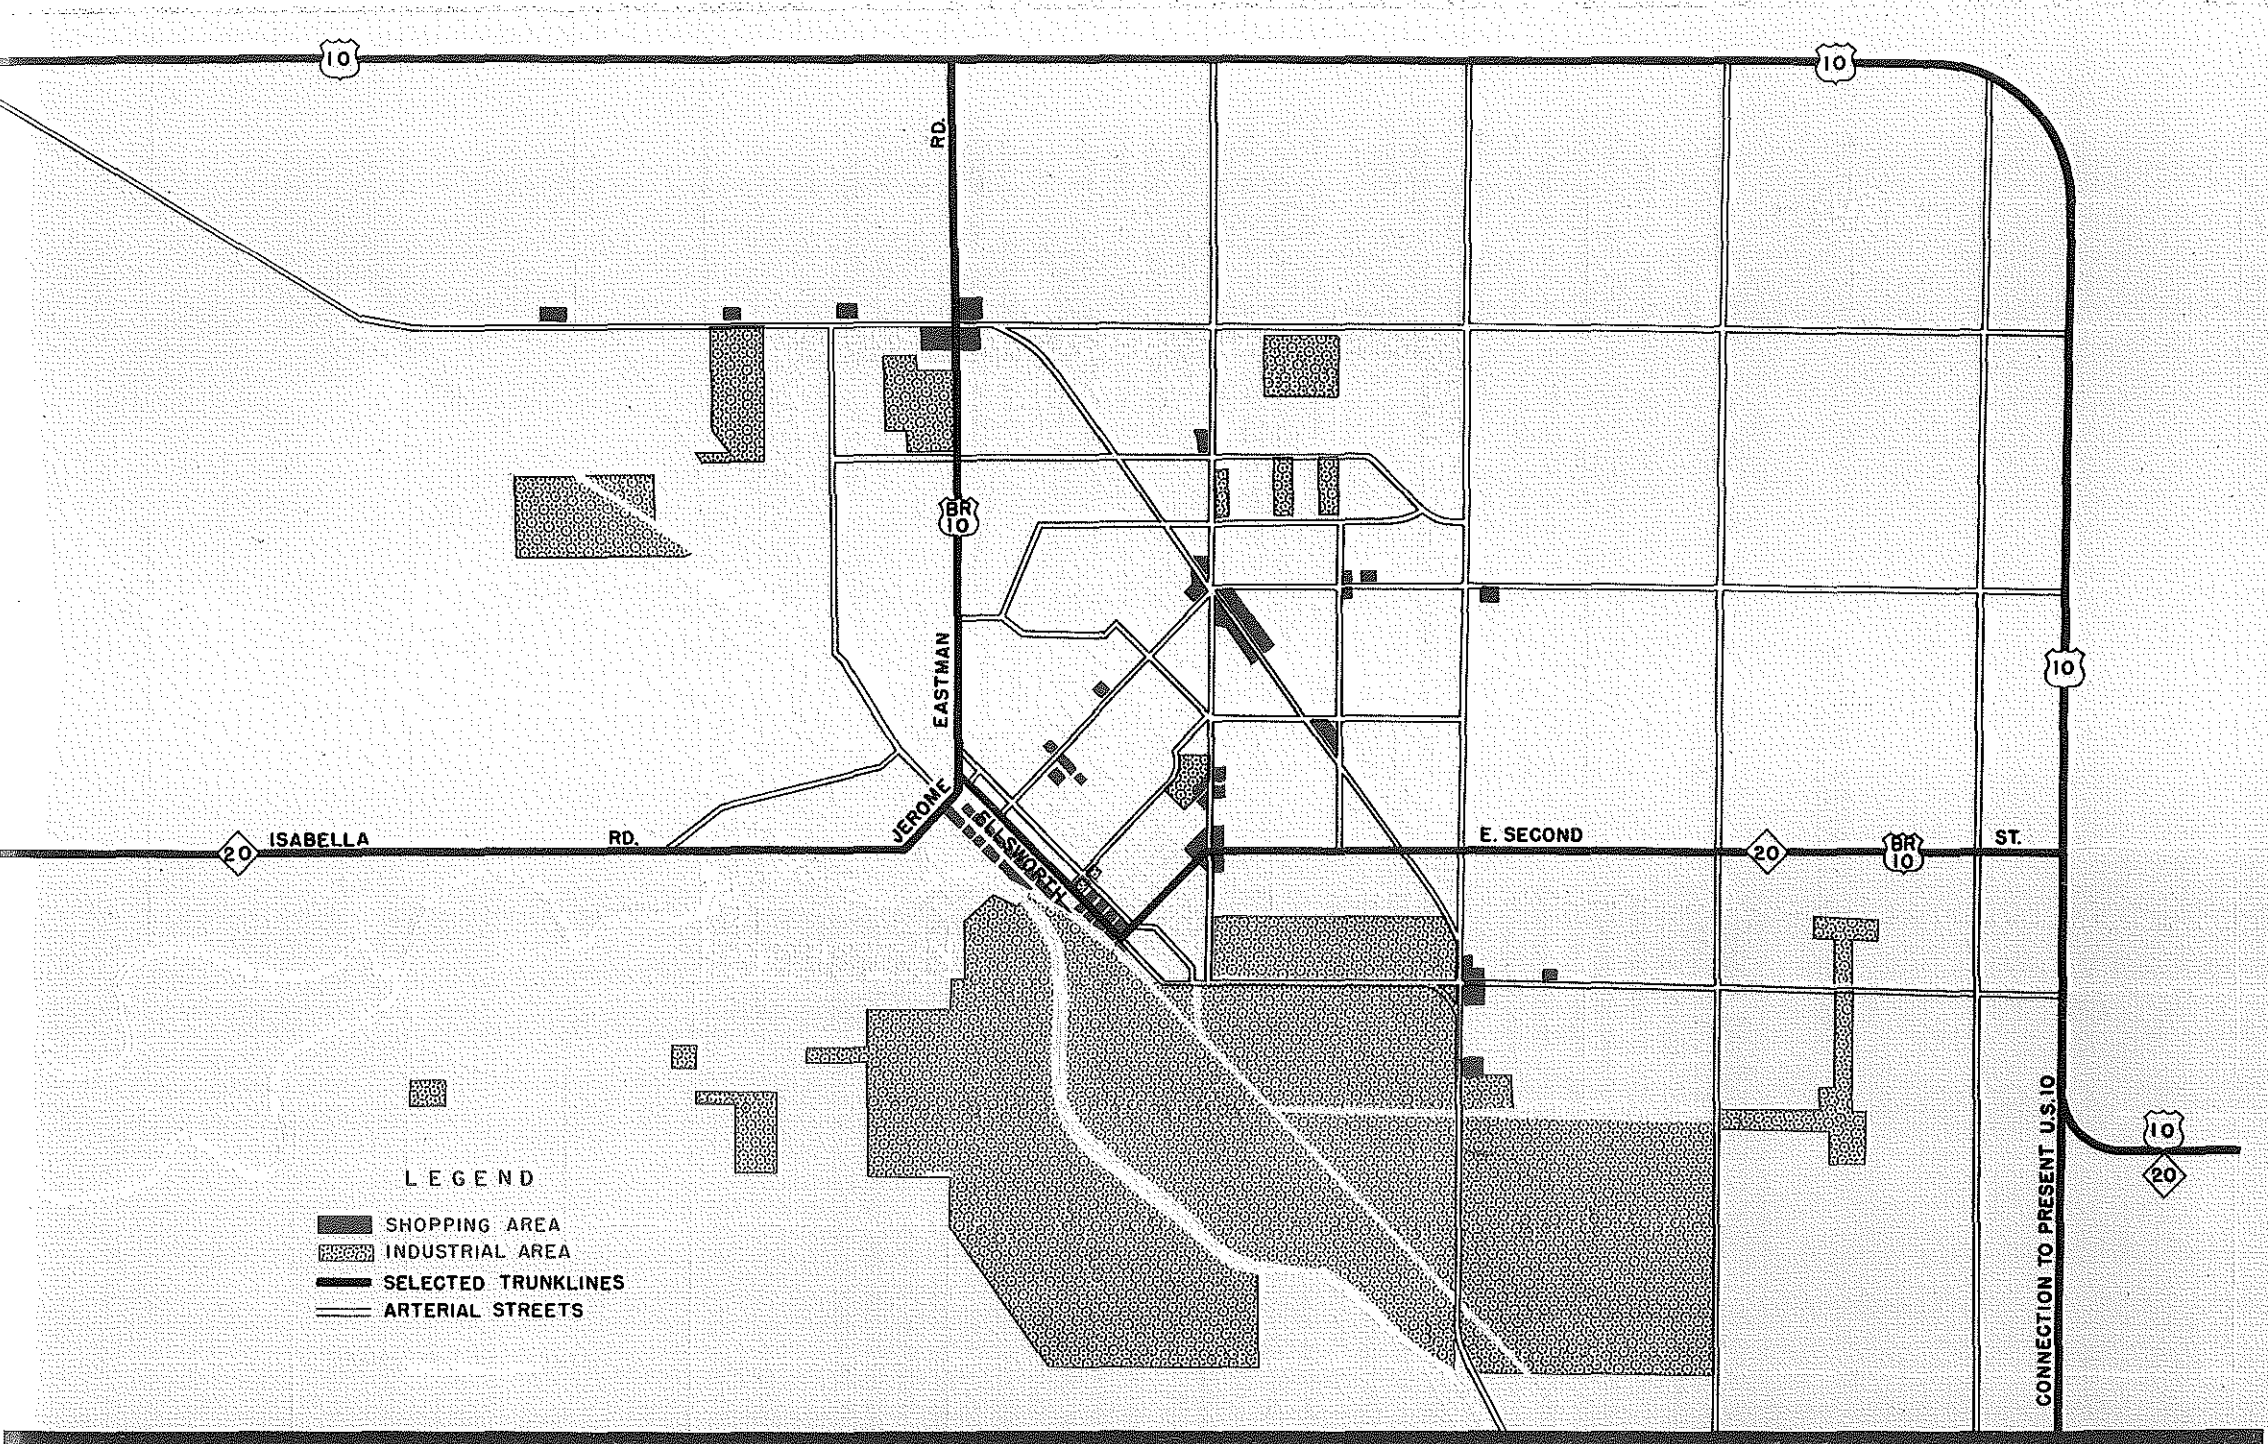 10
10
RD.
BR
10
EASTMAN
10
JEROME
ELLSWORTH
20
ISABELLA
RD.
E. SECOND
20
BR
10
ST.
CONNECTION TO PRESENT U.S.10
10
20
LEGEND
SHOPPING AREA
INDUSTRIAL AREA
SELECTED TRUNKLINES
ARTERIAL STREETS